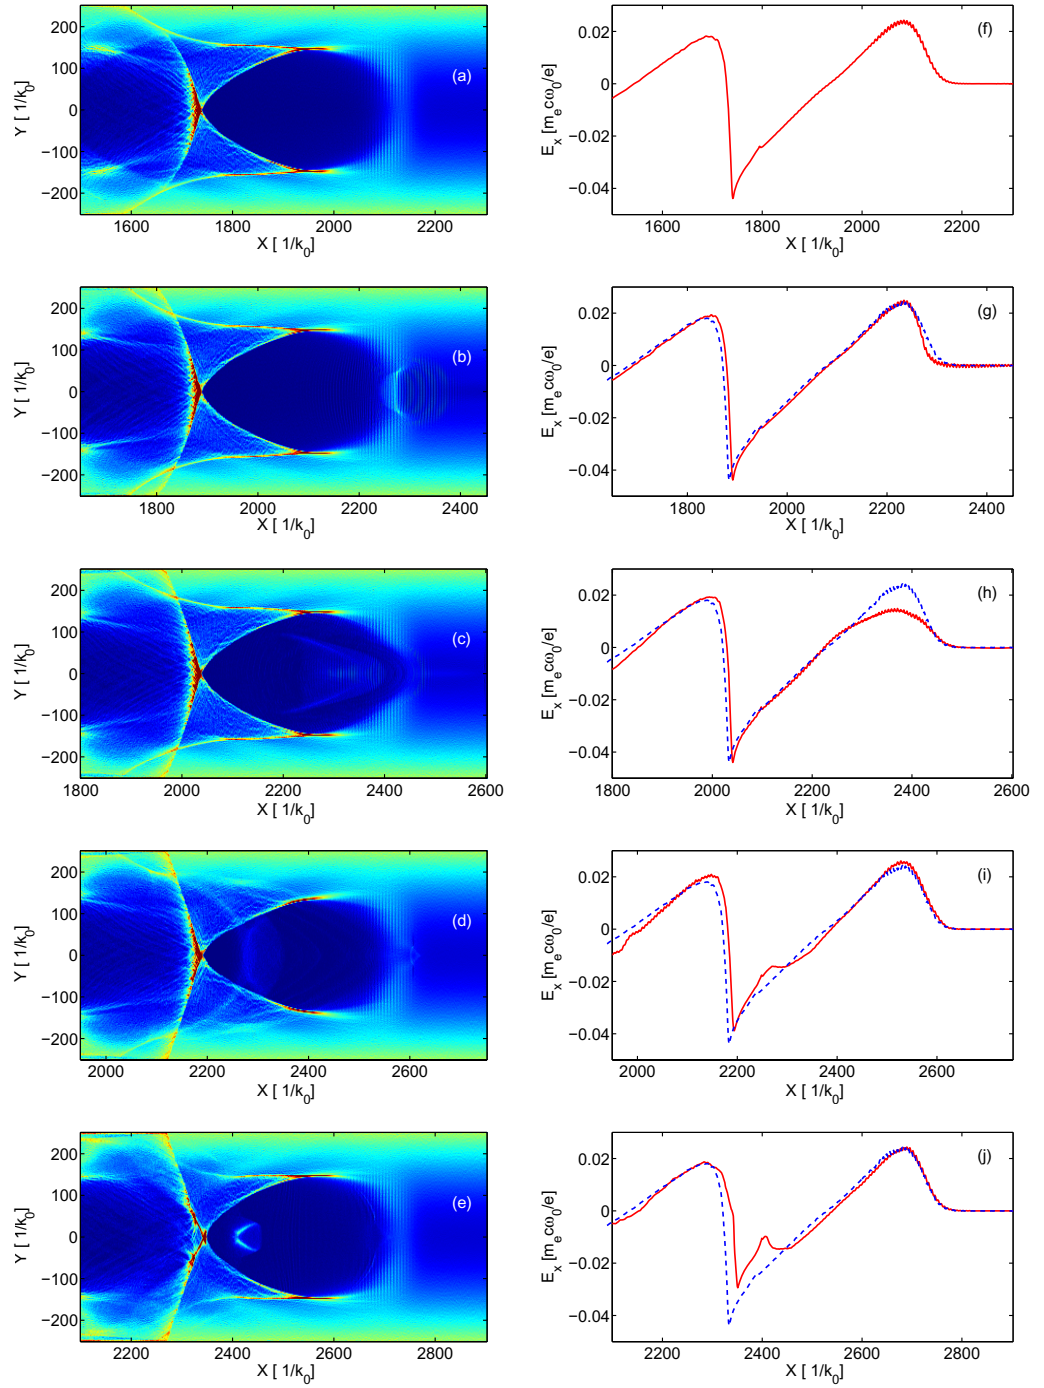 200
100
0
−100
−200
Y [ 1/k0]
(a)
1600 1800 2000 2200
X [ 1/k0]
0.02
0
−0.02
−0.04
Ex [mecω0/e]
(f)
1600 1800 2000 2200
X [ 1/k0]
200
100
0
−100
−200
Y [ 1/k0]
(b)
1800 2000 2200 2400
X [ 1/k0]
0.02
0
−0.02
−0.04
Ex [mecω0/e]
(g)
1800 2000 2200 2400
X [ 1/k0]
200
100
0
−100
−200
Y [ 1/k0]
(c)
1800 2000 2200 2400 2600
X [ 1/k0]
0.02
0
−0.02
−0.04
Ex [mecω0/e]
(h)
1800 2000 2200 2400 2600
X [ 1/k0]
200
100
0
−100
−200
Y [ 1/k0]
(d)
2000 2200 2400 2600
X [ 1/k0]
0.02
0
−0.02
−0.04
Ex [mecω0/e]
(i)
2000 2200 2400 2600
X [ 1/k0]
200
100
0
−100
−200
Y [ 1/k0]
(e)
2200 2400 2600 2800
X [ 1/k0]
0.02
0
−0.02
−0.04
Ex [mecω0/e]
(j)
2200 2400 2600 2800
X [ 1/k0]